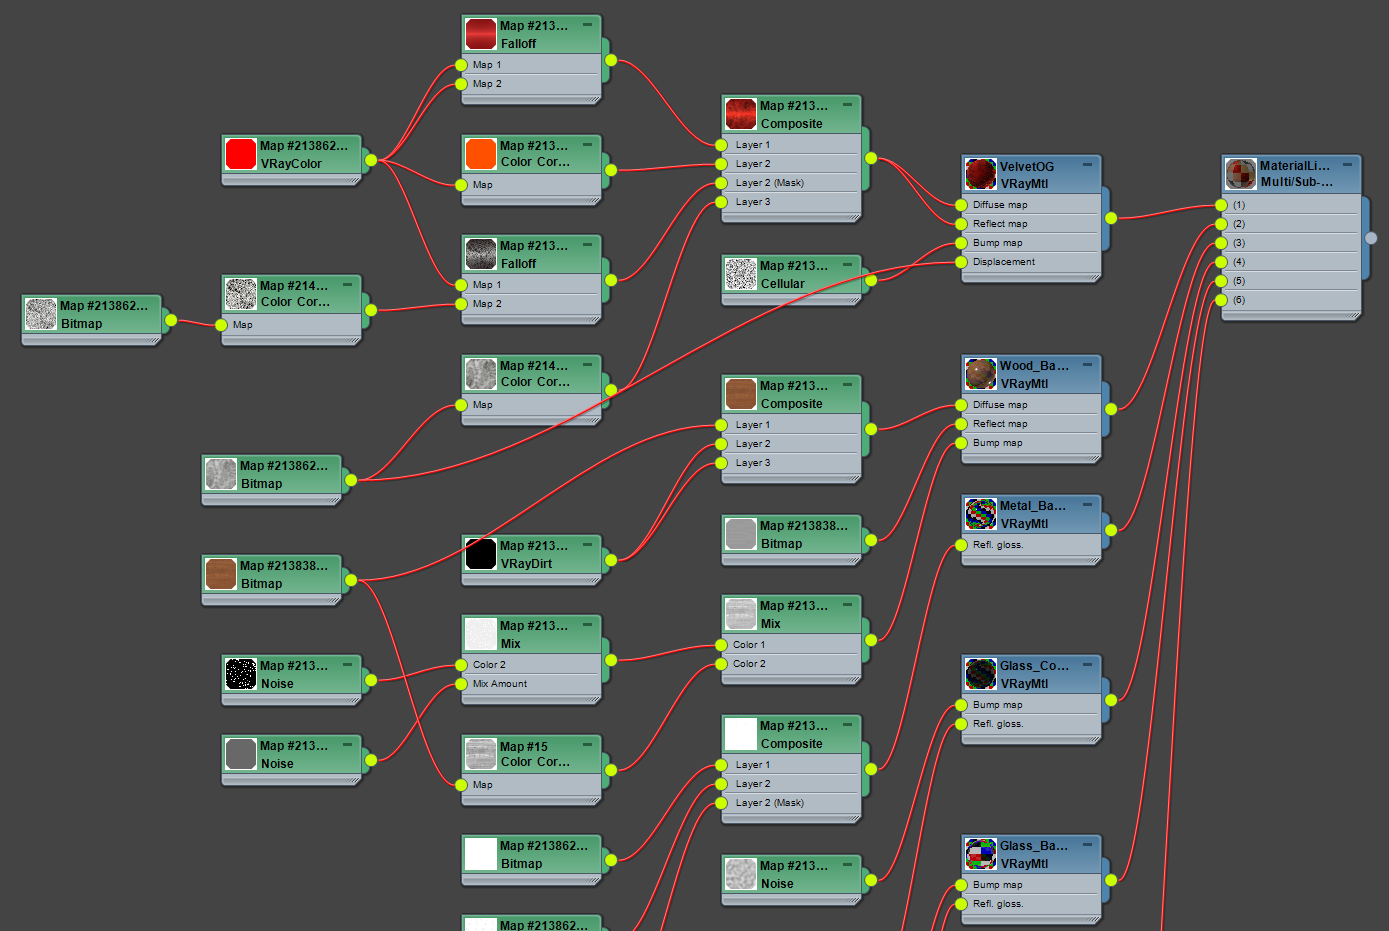 Map #213...
Falloff
Map 1
Map 2
Map #213862...
VRayColor
Map #213...
Color Cor...
Map
Map #213...
Composite
Layer 1
Layer 2
Layer 2 (Mask)
Layer 3
VelvetOG
VRayMtl
Diffuse map
Reflect map
Bump map
Displacement
MaterialLi...
Multi/Sub-...
(1)
(2)
(3)
(4)
(5)
(6)
Map #213...
Falloff
Map 1
Map 2
Map #213...
Cellular
Map #214...
Color Cor...
Map
Map #213862...
Bitmap
Map #214...
Color Cor...
Map
Map #213...
Composite
Layer 1
Layer 2
Layer 3
Wood_Ba...
VRayMtl
Diffuse map
Reflect map
Bump map
Map #213862...
Bitmap
Map #213838...
Bitmap
Metal_Ba...
VRayMtl
Refl. gloss.
Map #213838...
Bitmap
Map #213...
VRayDirt
Map #213...
Mix
Color 2
Mix Amount
Map #213...
Mix
Color 1
Color 2
Map #213...
Noise
Glass_Co...
VRayMtl
Bump map
Refl. gloss.
Map #213...
Noise
Map #15
Color Cor...
Map
Map #213...
Composite
Layer 1
Layer 2
Layer 2 (Mask)
Map #213862...
Bitmap
Map #213...
Noise
Glass_Ba...
VRayMtl
Bump map
Refl. gloss.
Map #213862...